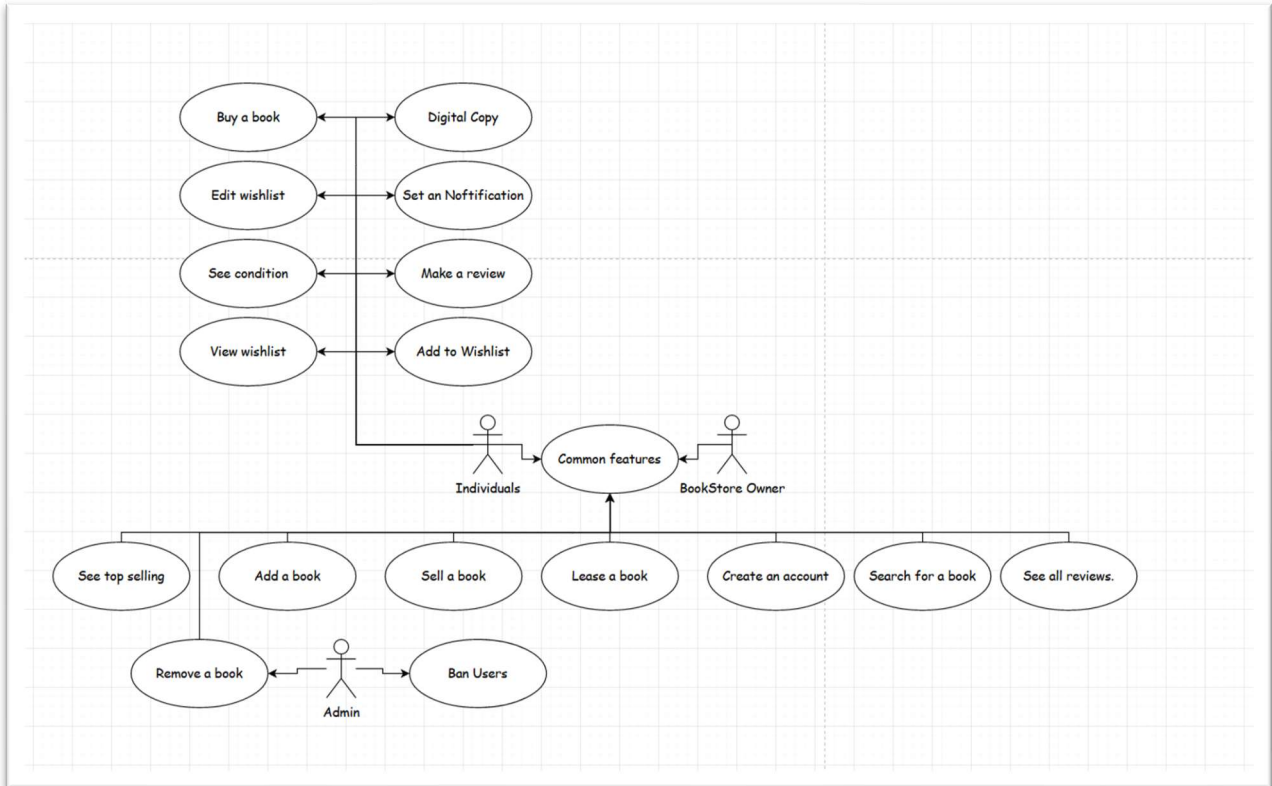 Buy a book
Digital Copy
Edit wishlist
Set an Noftification
See condition
Make a review
View wishlist
Add to Wishlist
Common features
Individuals
BookStore Owner
See top selling
Add a book
Sell a book
Lease a book
Create an account
Search for a book
See all reviews.
Remove a book
Ban Users
Admin